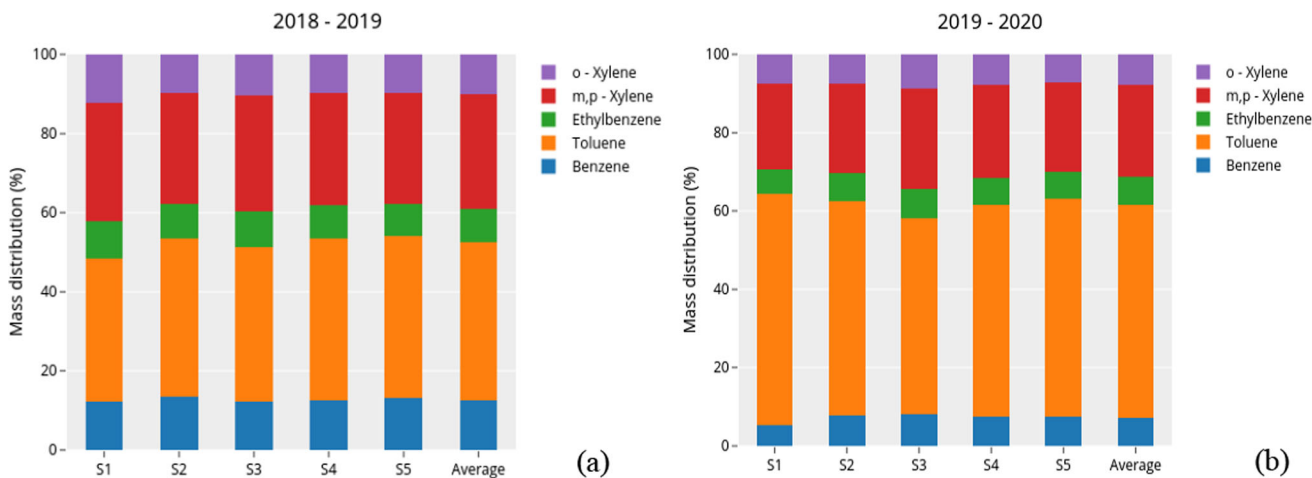 2018 - 2019
100
80
60
40
20
0
Mass distribution (%)
S1 S2 S3 S4 S5 Average
o - Xylene
m,p - Xylene
Ethylbenzene
Toluene
Benzene
(a)
2019 - 2020
100
80
60
40
20
0
Mass distribution (%)
S1 S2 S3 S4 S5 Average
o - Xylene
m,p - Xylene
Ethylbenzene
Toluene
Benzene
(b)